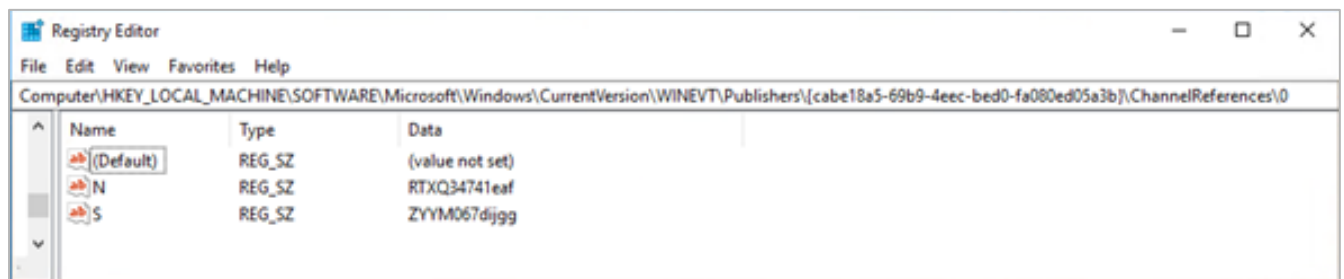 Registry Editor
File Edit View Favorites Help
Computer\HKEY_LOCAL_MACHINE\SOFTWARE\Microsoft\Windows\CurrentVersion\WINEVT\Publishers\{cabe18a5-69b9-4eec-bed0-fa080ed05a3b}\ChannelReferences\0
Name Type Data
(Default) REG_SZ (value not set)
N REG_SZ RTXQ34741eaf
S REG_SZ ZYYM067dijgg